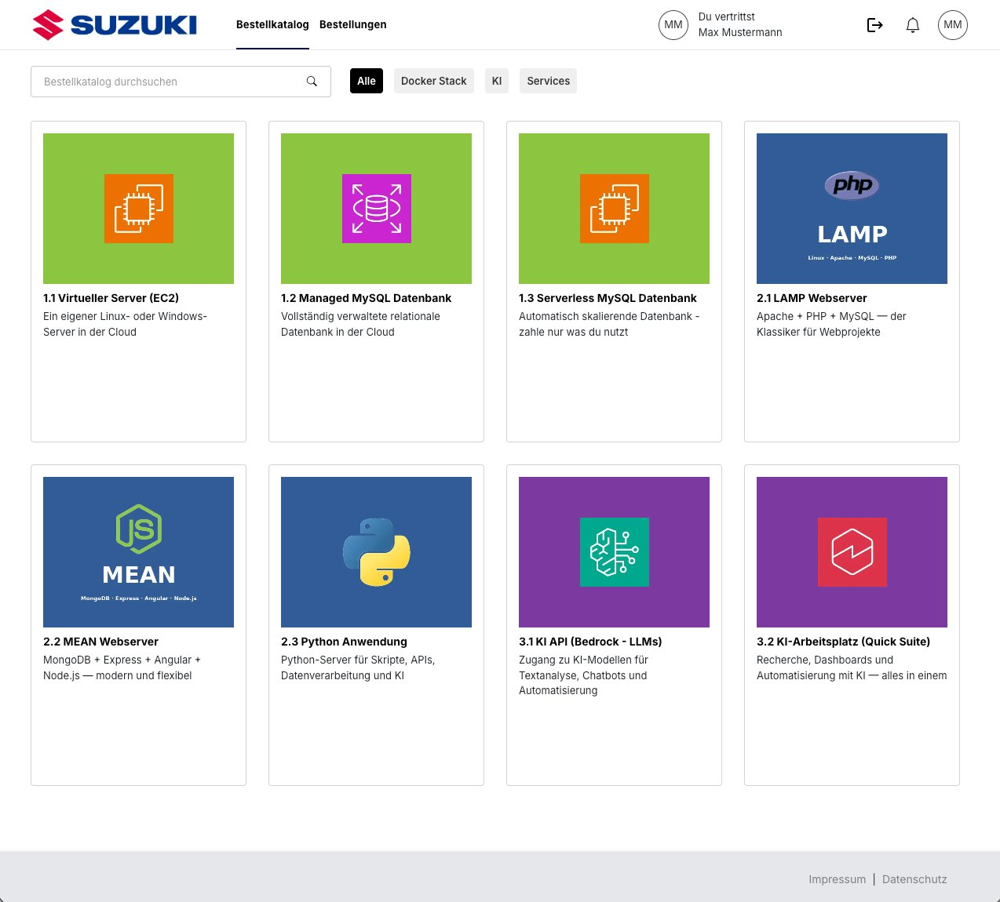 SUZUKI
Bestellkatalog
Bestellungen
MM
Du vertrittst
Max Mustermann
MM
Bestellkatalog durchsuchen
Alle
Docker Stack
KI
Services
1.1 Virtueller Server (EC2)
Ein eigener Linux- oder Windows-
Server in der Cloud
1.2 Managed MySQL Datenbank
Vollständig verwaltete relationale
Datenbank in der Cloud
1.3 Serverless MySQL Datenbank
Automatisch skalierende Datenbank -
zahle nur was du nutzt
php
LAMP
Linux · Apache · MySQL · PHP
2.1 LAMP Webserver
Apache + PHP + MySQL — der
Klassiker für Webprojekte
JS
MEAN
MongoDB · Express · Angular · Node.js
2.2 MEAN Webserver
MongoDB + Express + Angular +
Node.js — modern und flexibel
2.3 Python Anwendung
Python-Server für Skripte, APIs,
Datenverarbeitung und KI
3.1 KI API (Bedrock - LLMs)
Zugang zu KI-Modellen für
Textanalyse, Chatbots und
Automatisierung
3.2 KI-Arbeitsplatz (Quick Suite)
Recherche, Dashboards und
Automatisierung mit KI — alles in einem
Impressum | Datenschutz